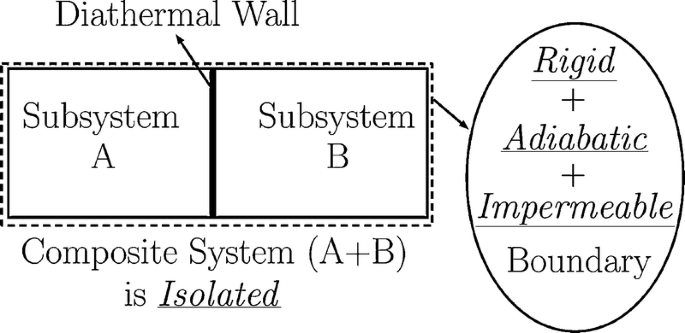 Diathermal Wall
Subsystem
A
Subsystem
B
Rigid
+
Adiabatic
+
Impermeable
Boundary
Composite System (A+B)
is Isolated